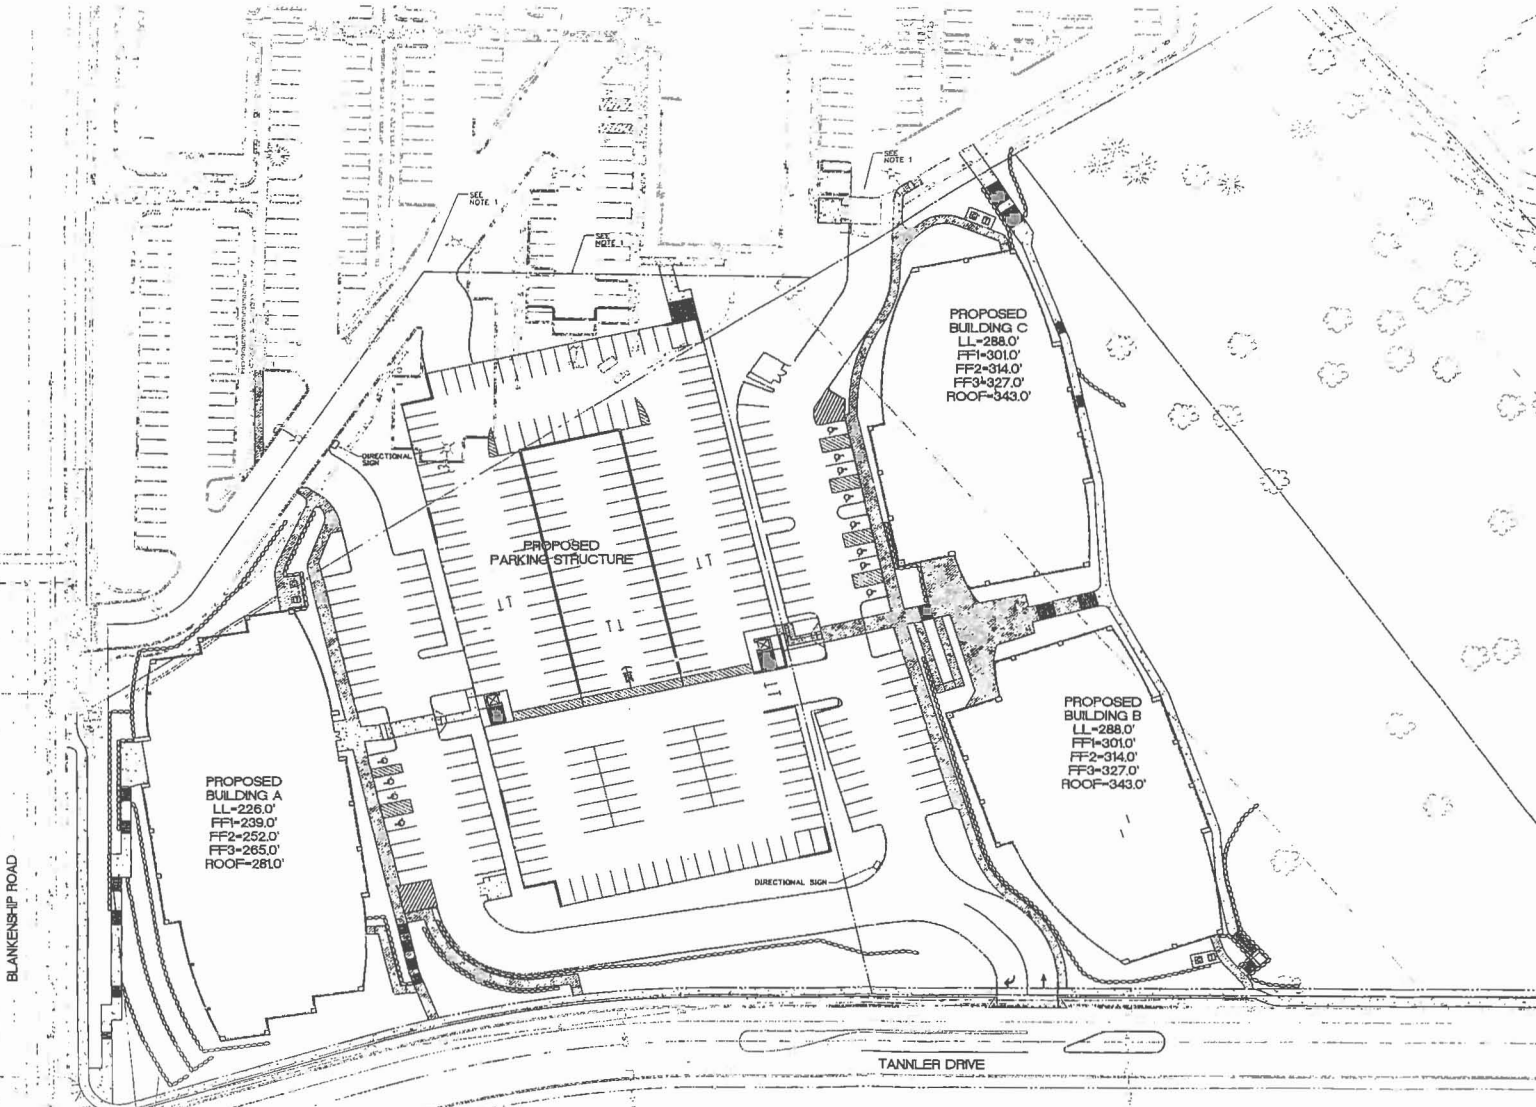 SEE
NOTE 1
SEE
NOTE 1
SEE
NOTE 1
PROPOSED
BUILDING C
LL=288.0'
FF1=301.0'
FF2=314.0'
FF3=327.0'
ROOF=343.0'
DIRECTIONAL
SIGN
PROPOSED
PARKING STRUCTURE
PROPOSED
BUILDING B
LL=288.0'
FF1=301.0'
FF2=314.0'
FF3=327.0'
ROOF=343.0'
PROPOSED
BUILDING A
LL=226.0'
FF1=239.0'
FF2=252.0'
FF3=265.0'
ROOF=281.0'
DIRECTIONAL SIGN
BLANKENSHIP ROAD
TANNLER DRIVE